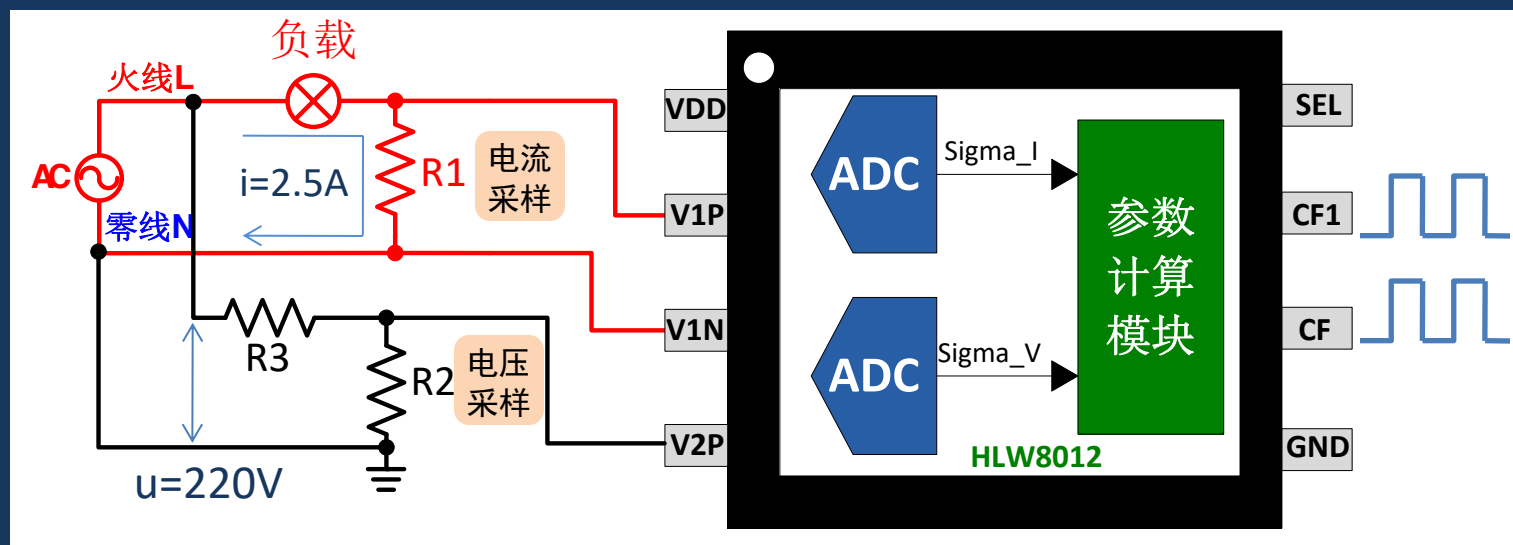 负载
火线L
AC
i=2.5A
R1
电流
采样
零线N
R3
R2
电压
采样
u=220V
VDD
V1P
V1N
V2P
ADC
Sigma_I
ADC
Sigma_V
参数
计算
模块
HLW8012
SEL
CF1
CF
GND